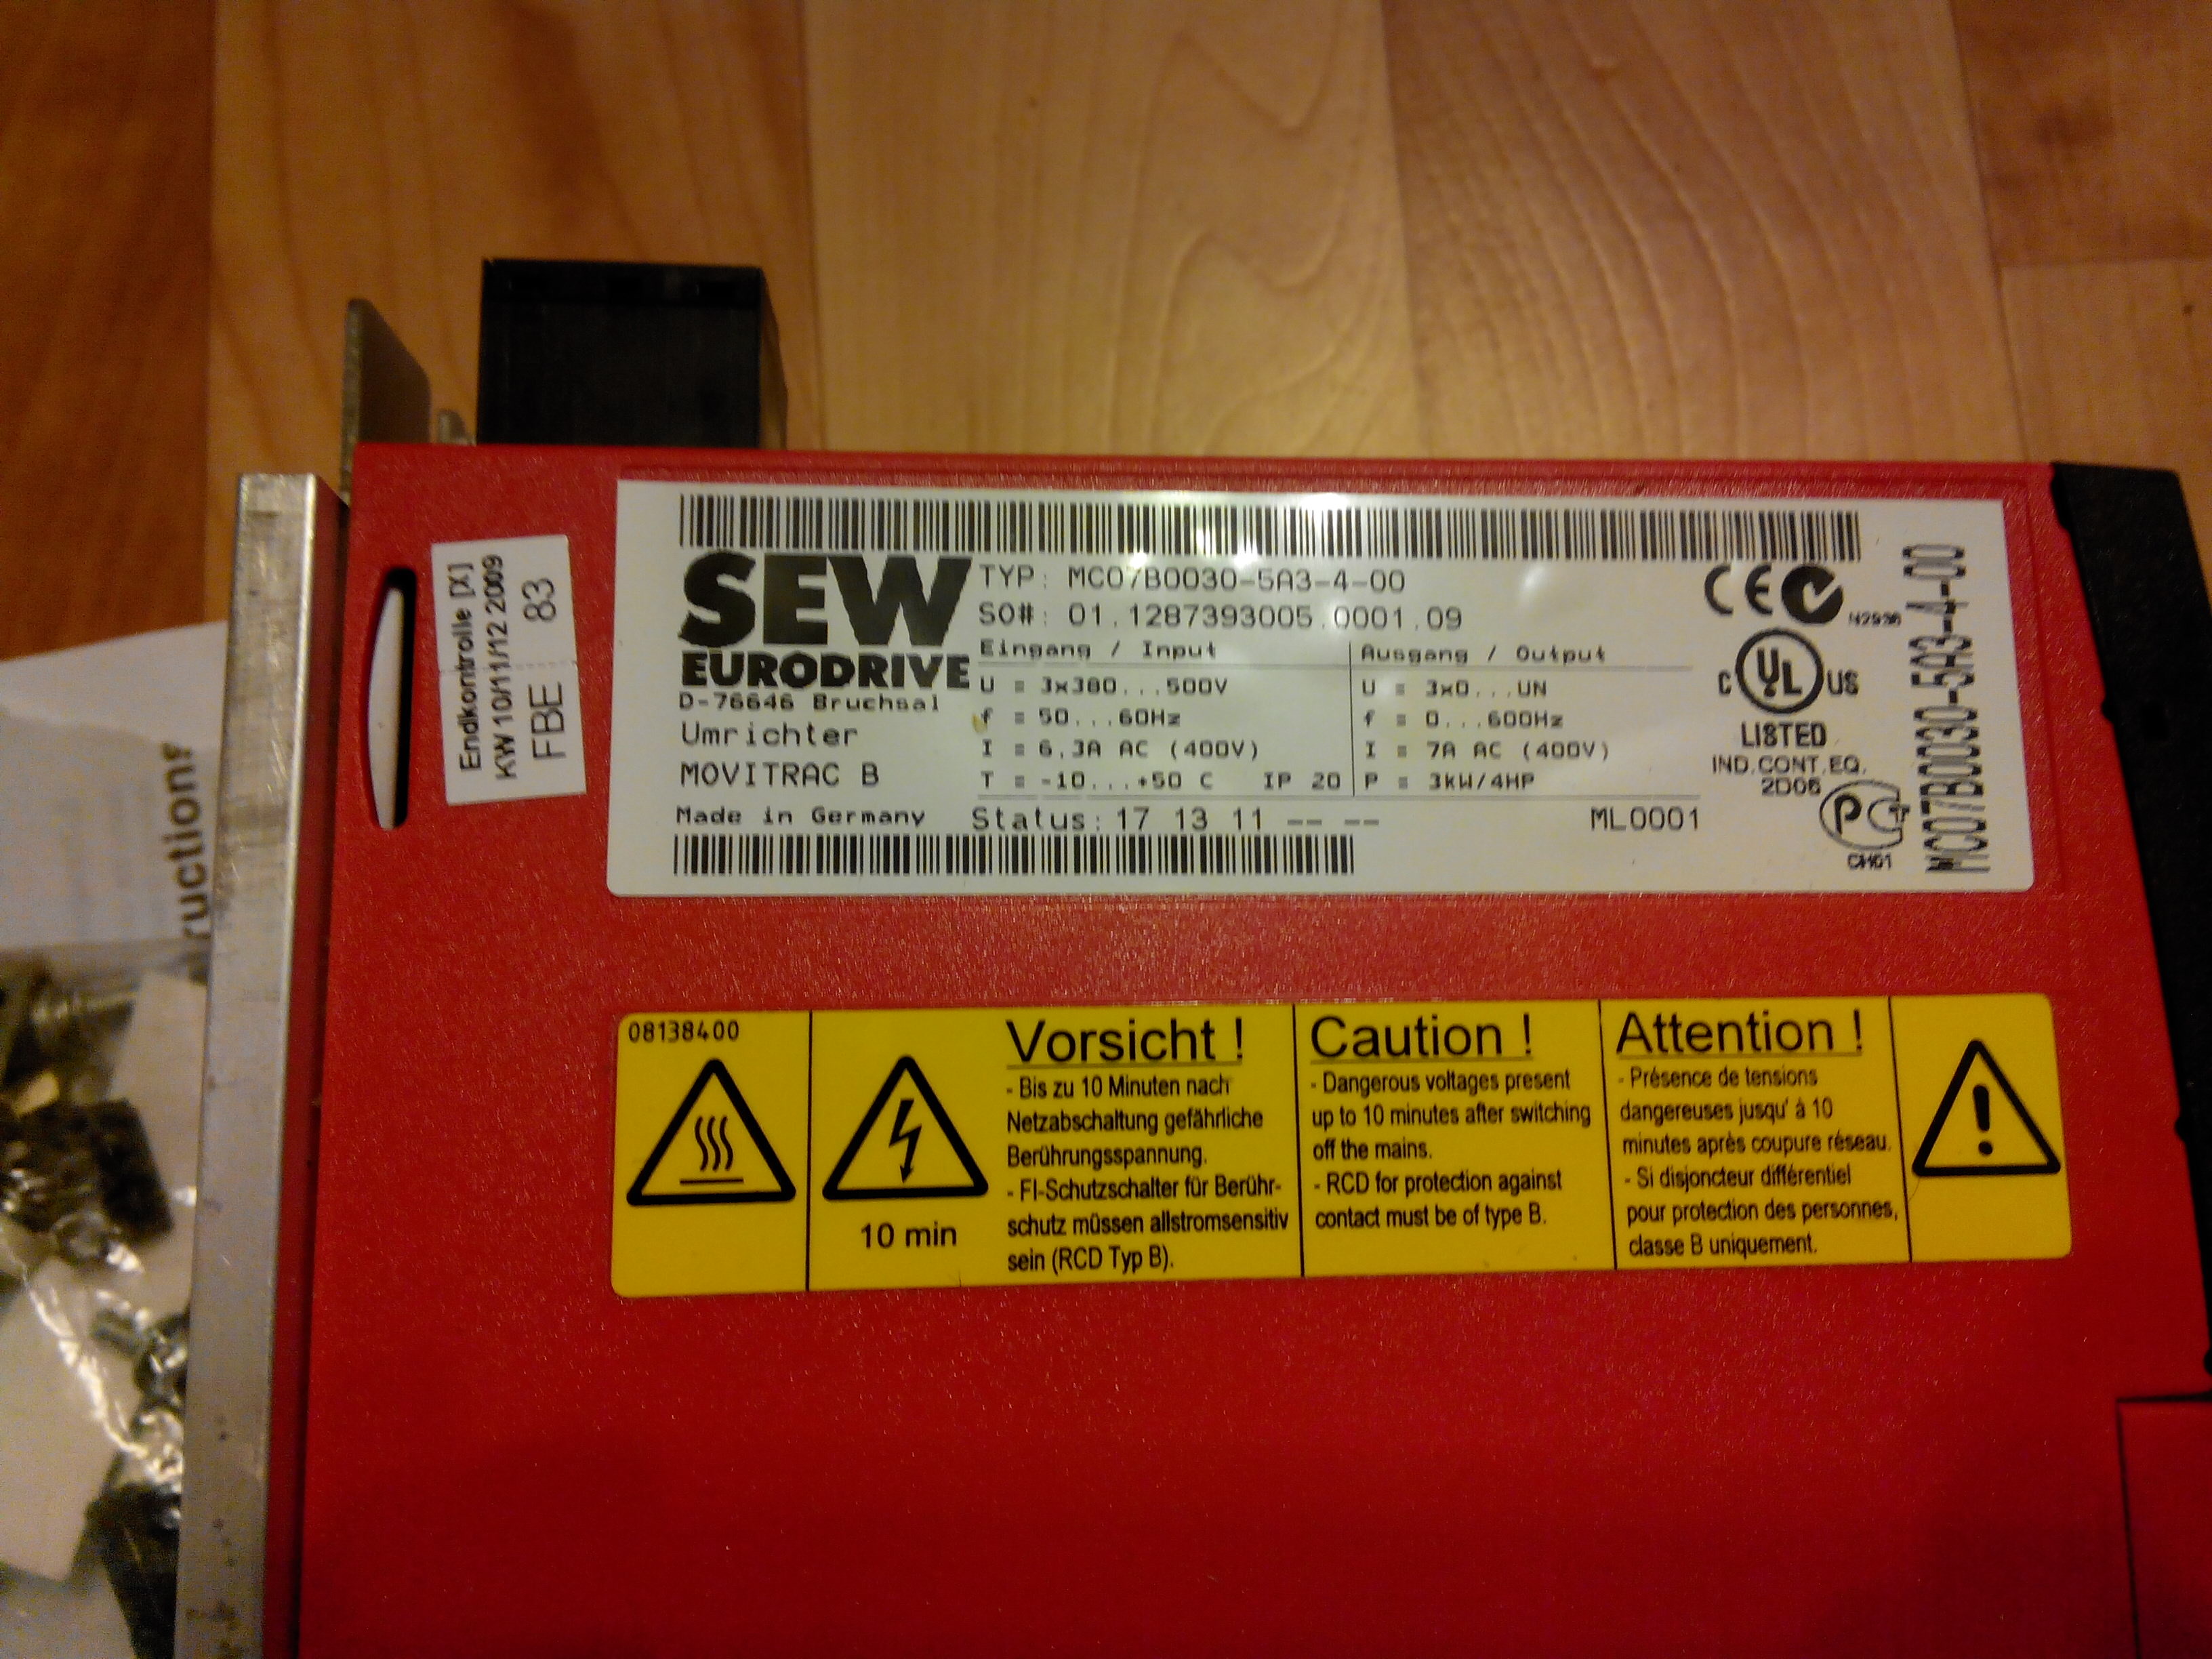 Endkontrolle [X]
KW 10/11/12 2009
FBE 83
ructions
SEW
EURODRIVE
D-76646 Bruchsal
Umrichter
MOVITRAC B
Made in Germany
TYP: MC07B0030-5A3-4-00
SO#: 01.1287393005.0001.09
Eingang / Input
U = 3x380...500V
f = 50...60Hz
I = 6,3A AC (400V)
T = -10...+50 C IP 20
Ausgang / Output
U = 3x0...UN
f = 0...600Hz
I = 7A AC (400V)
P = 3kW/4HP
Status: 17 13 11 -- --
ML0001
CE
N2936
C UL US
LISTED
IND.CONT.EQ.
2D06
MC07B0030-5A3-4-00
08138400
10 min
Vorsicht !
- Bis zu 10 Minuten nach
Netzabschaltung gefährliche
Berührungsspannung.
- FI-Schutzschalter für Berühr-
schutz müssen allstromsensitiv
sein (RCD Typ B).
Caution !
- Dangerous voltages present
up to 10 minutes after switching
off the mains.
- RCD for protection against
contact must be of type B.
Attention !
- Présence de tensions
dangereuses jusqu' à 10
minutes après coupure réseau.
- Si disjoncteur différentiel
pour protection des personnes,
classe B uniquement.